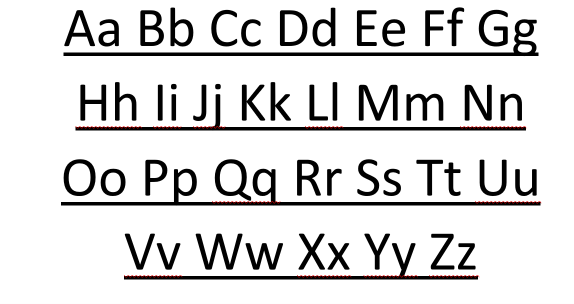 Aa Bb Cc Dd Ee Ff Gg
Hh Ii Jj Kk Ll Mm Nn
Oo Pp Qq Rr Ss Tt Uu
Vv Ww Xx Yy Zz